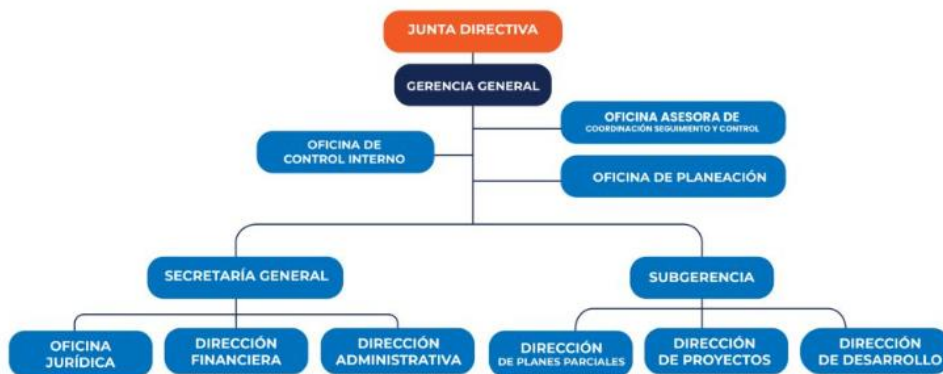 JUNTA DIRECTIVA
GERENCIA GENERAL
OFICINA ASESORA DE
COORDINACIÓN SEGUIMIENTO Y CONTROL
OFICINA DE
CONTROL INTERNO
OFICINA DE PLANEACIÓN
SECRETARÍA GENERAL
SUBGERENCIA
OFICINA
JURÍDICA
DIRECCIÓN
FINANCIERA
DIRECCIÓN
ADMINISTRATIVA
DIRECCIÓN
DE PLANES PARCIALES
DIRECCIÓN
DE PROYECTOS
DIRECCIÓN
DE DESARROLLO